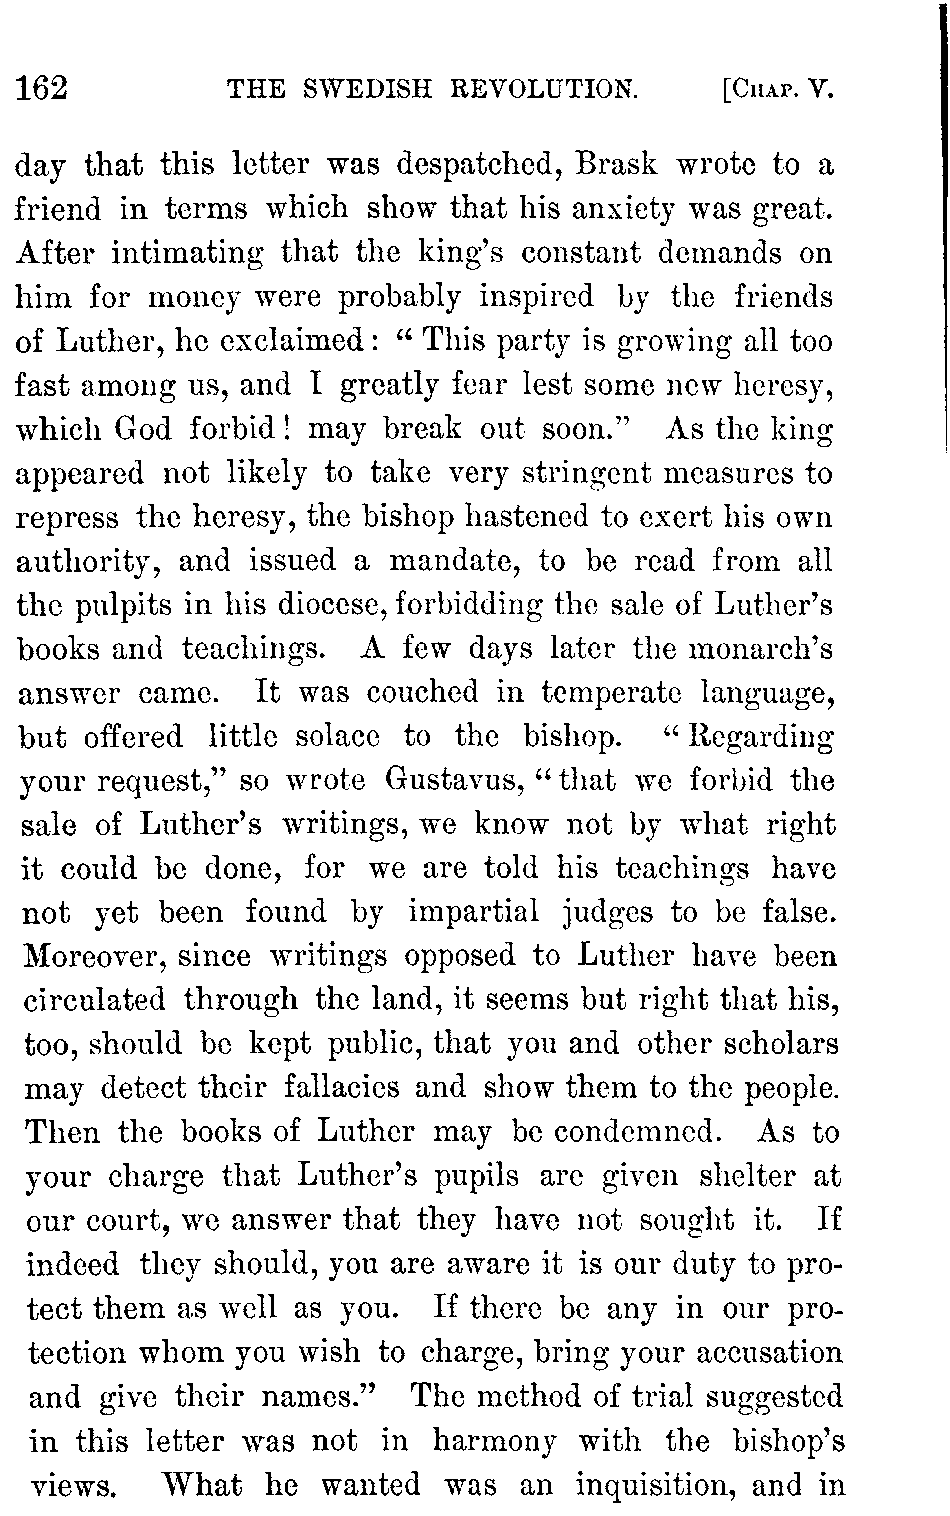 162 THE SWEDISH REVOLUTION. [CHAP. V.
day that this letter was despatched, Brask wrote to a
friend in terms which show that his anxiety was great.
After intimating that the king's constant demands on
him for money were probably inspired by the friends
of Luther, he exclaimed: “This party is growing all too
fast among us, and I greatly fear lest some new heresy,
which God forbid! may break out soon.” As the king
appeared not likely to take very stringent measures to
repress the heresy, the bishop hastened to exert his own
authority, and issued a mandate, to be read from all
the pulpits in his diocese, forbidding the sale of Luther's
books and teachings. A few days later the monarch's
answer came. It was couched in temperate language,
but offered little solace to the bishop. “Regarding
your request,” so wrote Gustavus, “that we forbid the
sale of Luther's writings, we know not by what right
it could be done, for we are told his teachings have
not yet been found by impartial judges to be false.
Moreover, since writings opposed to Luther have been
circulated through the land, it seems but right that his,
too, should be kept public, that you and other scholars
may detect their fallacies and show them to the people.
Then the books of Luther may be condemned. As to
your charge that Luther's pupils are given shelter at
our court, we answer that they have not sought it. If
indeed they should, you are aware it is our duty to pro-
tect them as well as you. If there be any in our pro-
tection whom you wish to charge, bring your accusation
and give their names.” The method of trial suggested
in this letter was not in harmony with the bishop's
views. What he wanted was an inquisition, and in